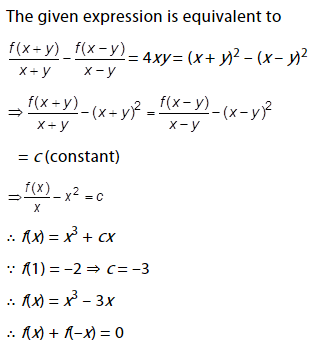 The given expression is equivalent to
f(x+y)/(x+y) − f(x−y)/(x−y) = 4xy = (x+y)² − (x−y)²
⇒ f(x+y)/(x+y) − (x+y)² = f(x−y)/(x−y) − (x−y)²
= c (constant)
⇒ f(x)/x − x² = c
∴ f(x) = x³ + cx
∵ f(1) = −2 ⇒ c = −3
∴ f(x) = x³ − 3x
∴ f(x) + f(−x) = 0